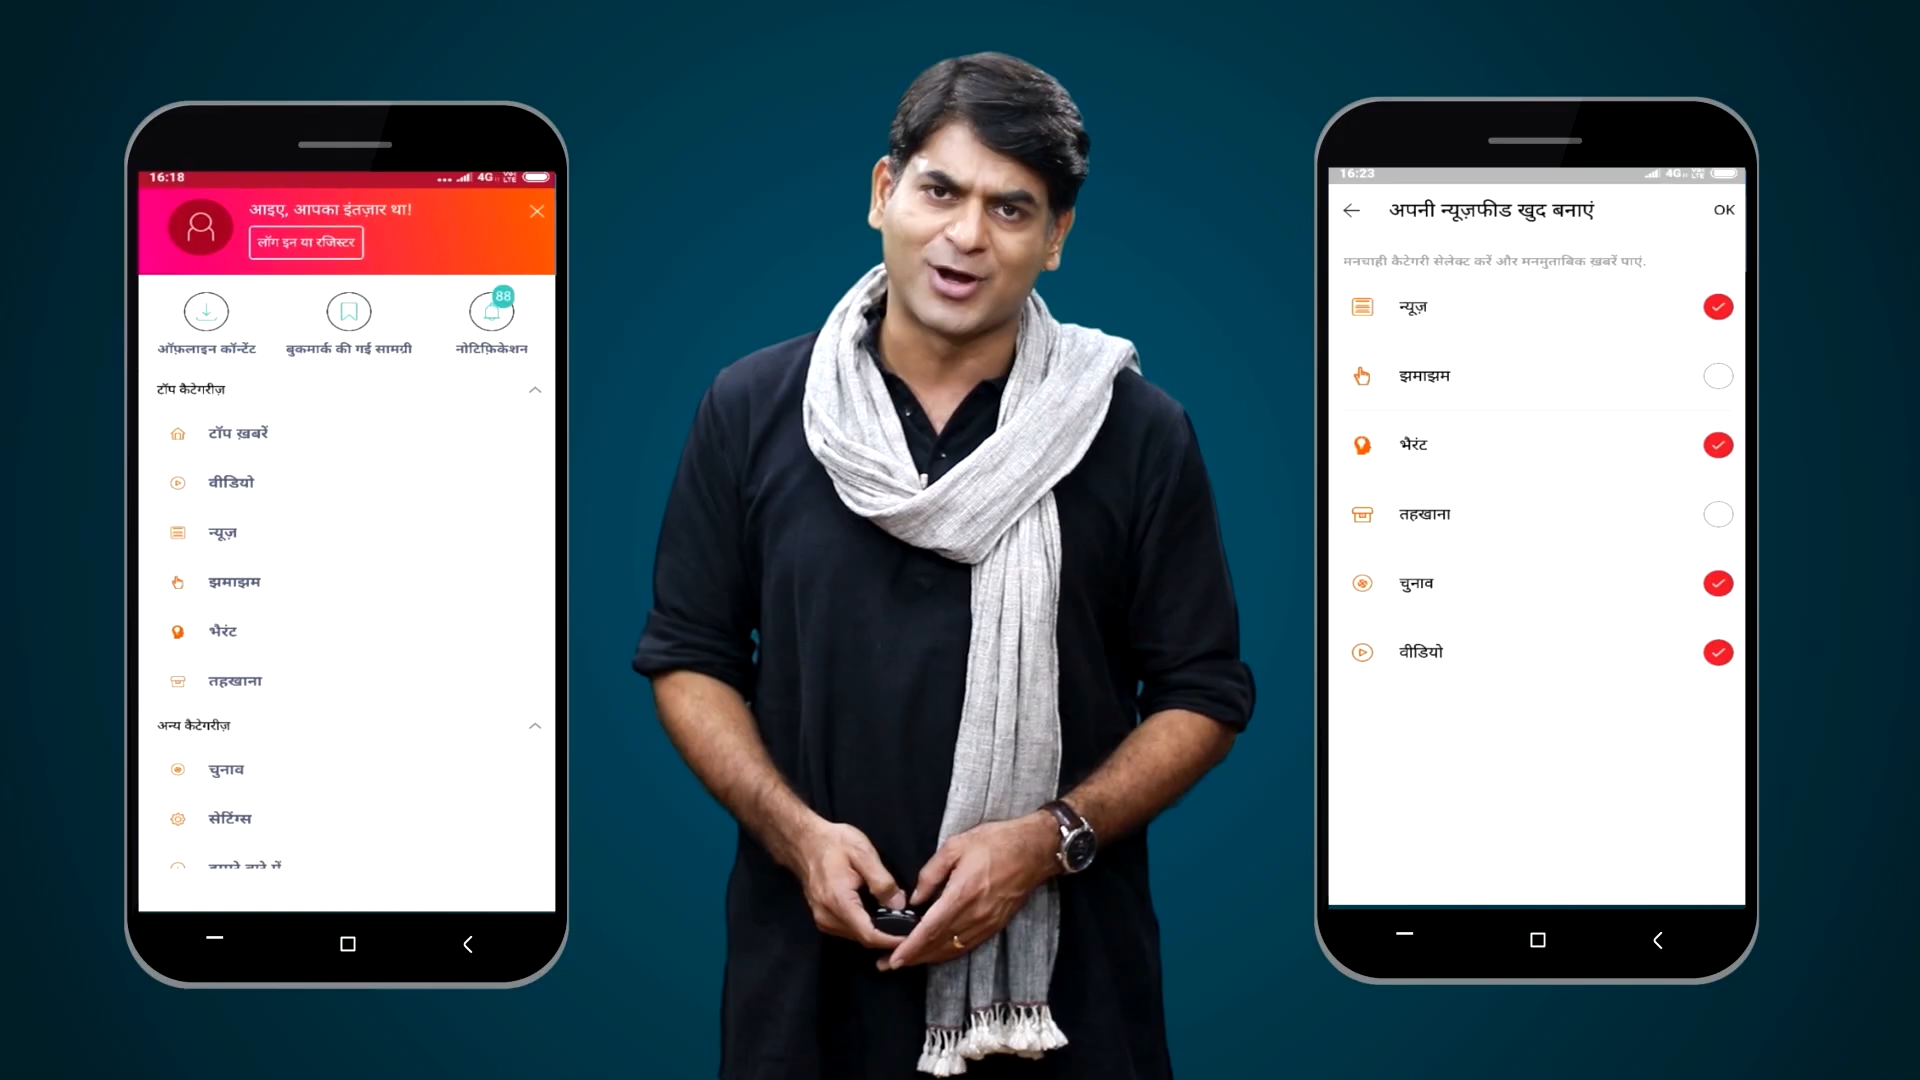 16:18
4G
VoLTE
आइए, आपका इंतज़ार था!
लॉग इन या रजिस्टर
88
ऑफ़लाइन कॉन्टेंट
बुकमार्क की गई सामग्री
नोटिफ़िकेशन
टॉप कैटेगरीज़
टॉप ख़बरें
वीडियो
न्यूज़
झमाझम
भैरंट
तहखाना
अन्य कैटेगरीज़
चुनाव
सेटिंग्स
16:23
4G
VoLTE
अपनी न्यूज़फीड खुद बनाएं
OK
मनचाही कैटेगरी सेलेक्ट करें और मनमुताबिक ख़बरें पाएं.
न्यूज़
झमाझम
भैरंट
तहखाना
चुनाव
वीडियो